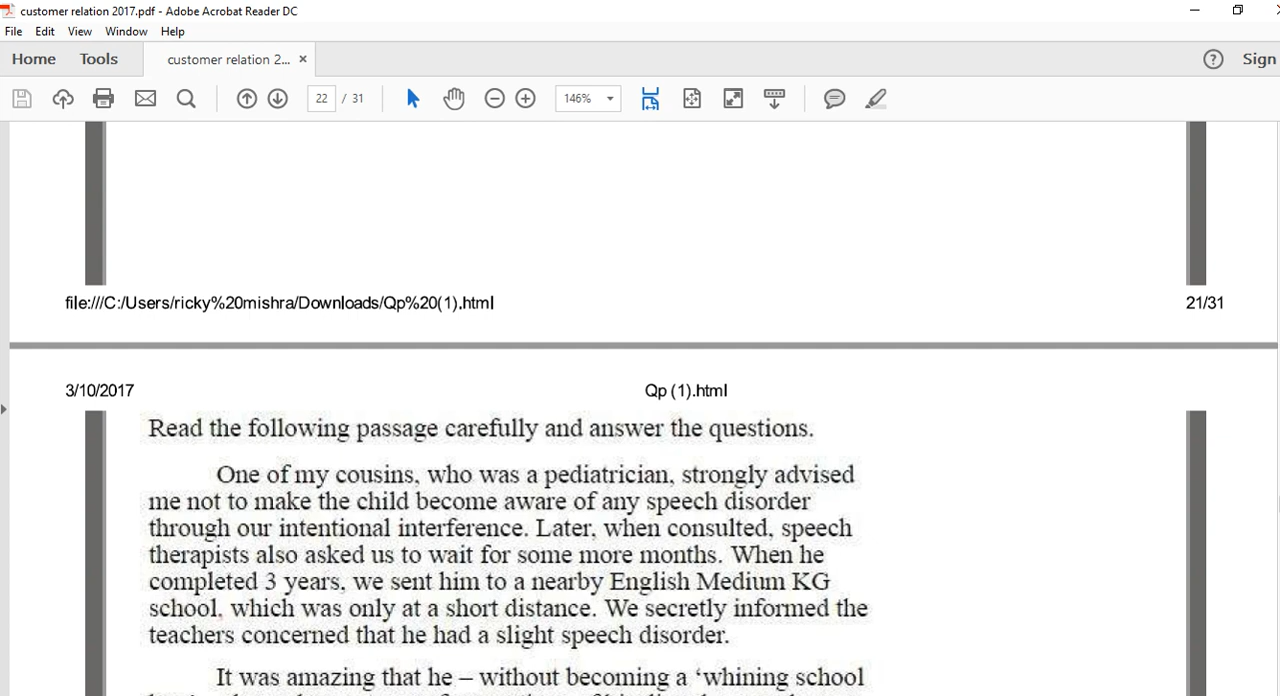 customer relation 2017.pdf - Adobe Acrobat Reader DC
File Edit View Window Help
Home Tools customer relation 2... × ? Sign
22 / 31 146%
file:///C:/Users/ricky%20mishra/Downloads/Qp%20(1).html 21/31
3/10/2017 Qp (1).html
Read the following passage carefully and answer the questions.
One of my cousins, who was a pediatrician, strongly advised
me not to make the child become aware of any speech disorder
through our intentional interference. Later, when consulted, speech
therapists also asked us to wait for some more months. When he
completed 3 years, we sent him to a nearby English Medium KG
school, which was only at a short distance. We secretly informed the
teachers concerned that he had a slight speech disorder.
It was amazing that he – without becoming a ‘whining school